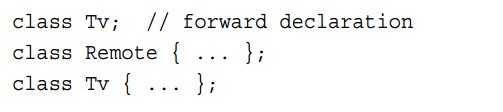 class Tv;  // forward declaration
class Remote { ... };
class Tv { ... };